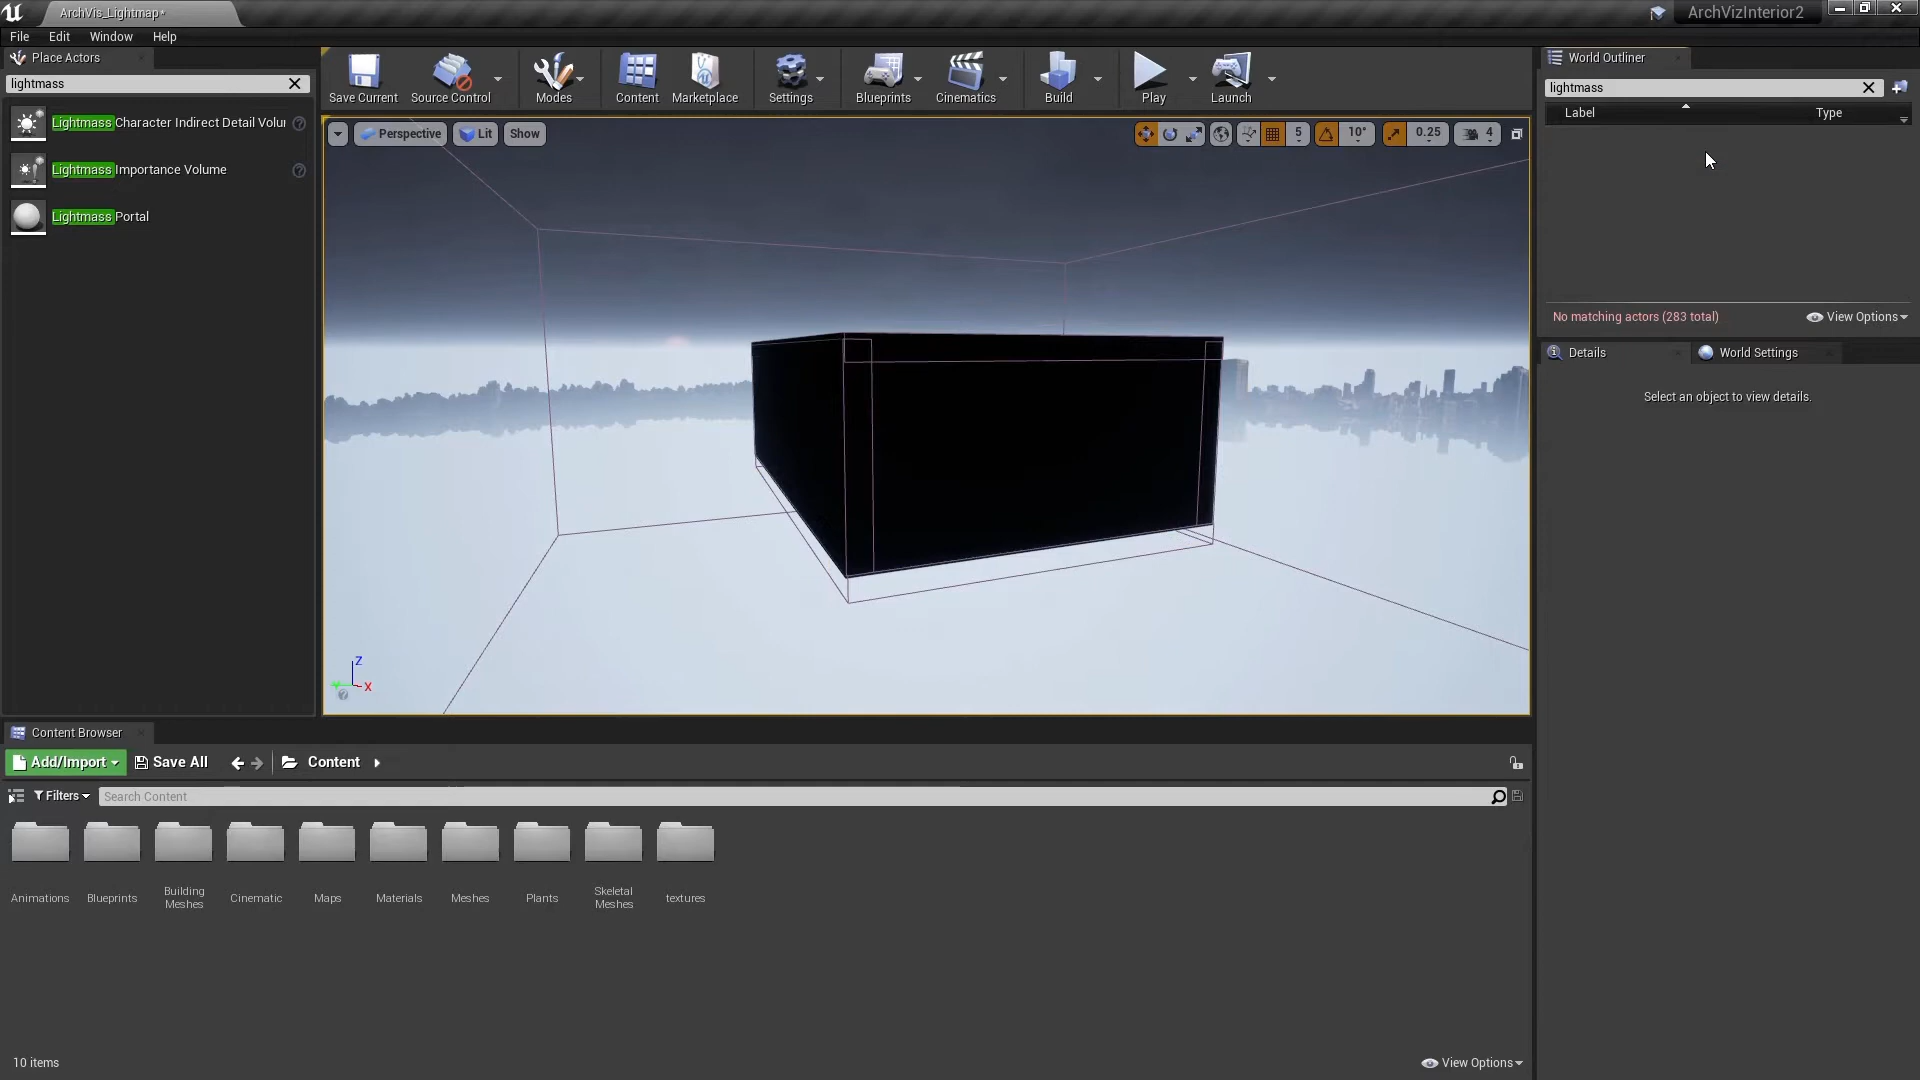 ArchVis_Lightmap*
ArchVizInterior2
File Edit Window Help
Place Actors
lightmass
Lightmass Character Indirect Detail Volu
Lightmass Importance Volume
Lightmass Portal
Save Current
Source Control
Modes
Content
Marketplace
Settings
Blueprints
Cinematics
Build
Play
Launch
Perspective
Lit
Show
5
10°
0.25
4
Z
X
World Outliner
lightmass
Label
Type
No matching actors (283 total)
View Options
Details
World Settings
Select an object to view details.
Content Browser
Add/Import
Save All
Content
Filters
Search Content
Animations
Blueprints
Building
Meshes
Cinematic
Maps
Materials
Meshes
Plants
Skeletal
Meshes
textures
10 items
View Options